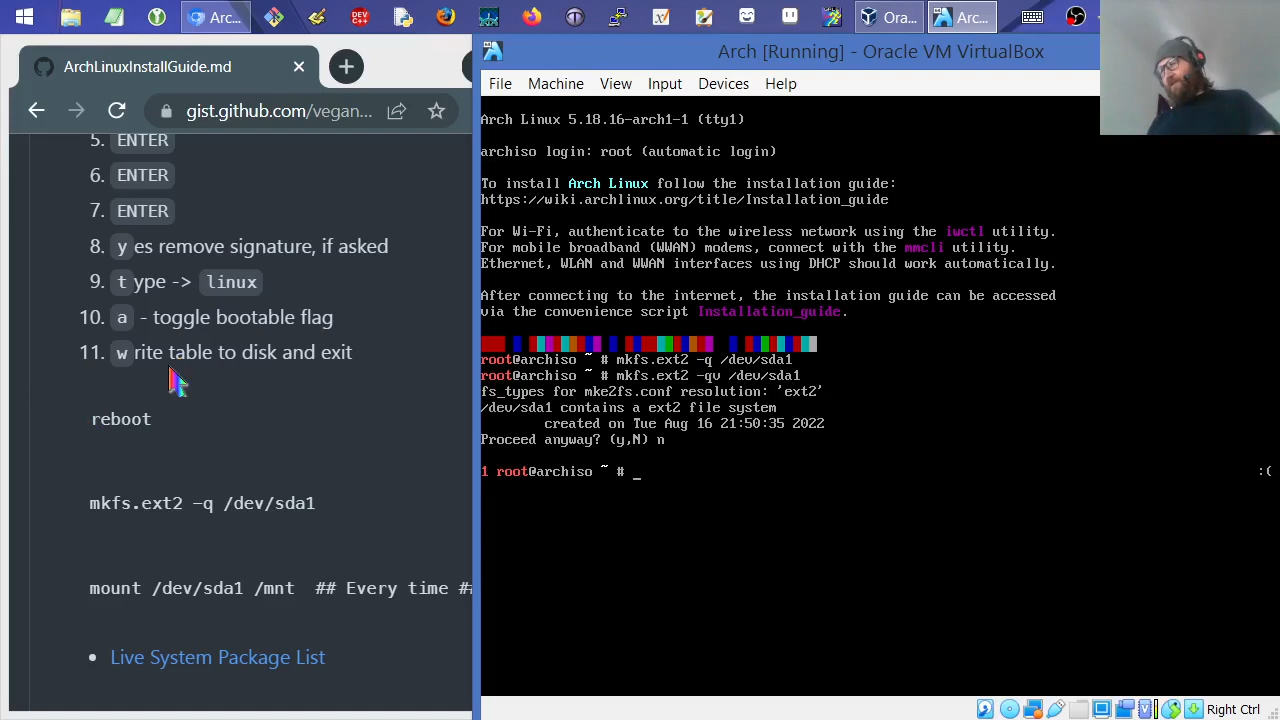 Arc...
DEV
C++
Ora...
Arc...
ArchLinuxInstallGuide.md
gist.github.com/vegan...
5. ENTER
6. ENTER
7. ENTER
8. yes remove signature, if asked
9. type -> linux
10. a - toggle bootable flag
11. write table to disk and exit
reboot
mkfs.ext2 -q /dev/sda1
mount /dev/sda1 /mnt ## Every time ##
Live System Package List
Arch [Running] - Oracle VM VirtualBox
File Machine View Input Devices Help
Arch Linux 5.18.16-arch1-1 (tty1)
archiso login: root (automatic login)
To install Arch Linux follow the installation guide:
https://wiki.archlinux.org/title/Installation_guide
For Wi-Fi, authenticate to the wireless network using the iwctl utility.
For mobile broadband (WWAN) modems, connect with the mmcli utility.
Ethernet, WLAN and WWAN interfaces using DHCP should work automatically.
After connecting to the internet, the installation guide can be accessed
via the convenience script Installation_guide.
root@archiso ~ # mkfs.ext2 -q /dev/sda1
root@archiso ~ # mkfs.ext2 -qv /dev/sda1
fs_types for mke2fs.conf resolution: 'ext2'
/dev/sda1 contains a ext2 file system
created on Tue Aug 16 21:50:35 2022
Proceed anyway? (y,N) n
1 root@archiso ~ # _ :(
Right Ctrl